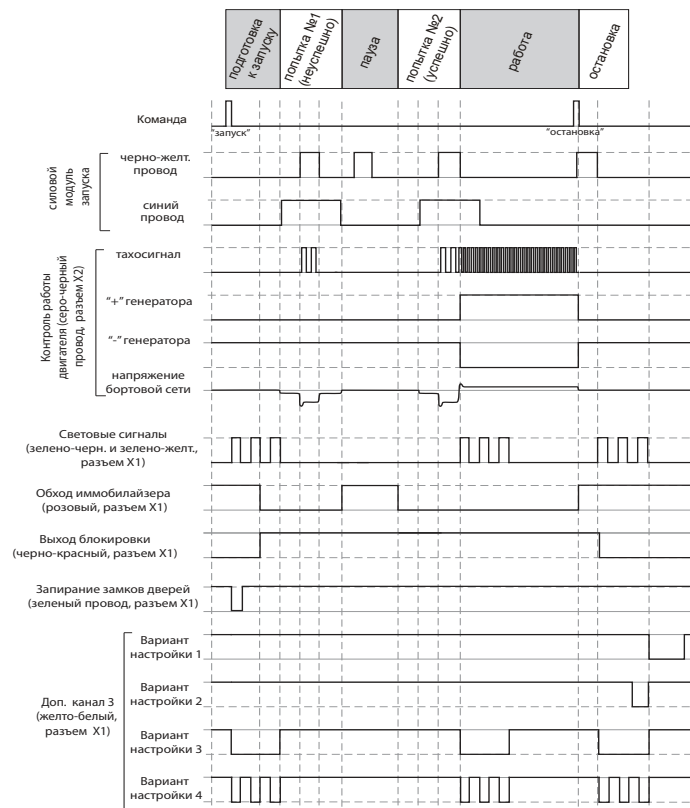 подготовка
к запуску
попытка №1
(неуспешно)
пауза
попытка №2
(успешно)
работа
остановка
Команда
"запуск"
"остановка"
силовой
модуль
запуска
черно-желт.
провод
синий
провод
Контроль работы
двигателя (серо-черный
провод, разъем X2)
тахосигнал
"+" генератора
"-" генератора
напряжение
бортовой сети
Световые сигналы
(зелено-черн. и зелено-желт.,
разъем X1)
Обход иммобилайзера
(розовый, разъем X1)
Выход блокировки
(черно-красный, разъем X1)
Запирание замков дверей
(зеленый провод, разъем X1)
Доп. канал 3
(желто-белый,
разъем X1)
Вариант
настройки 1
Вариант
настройки 2
Вариант
настройки 3
Вариант
настройки 4